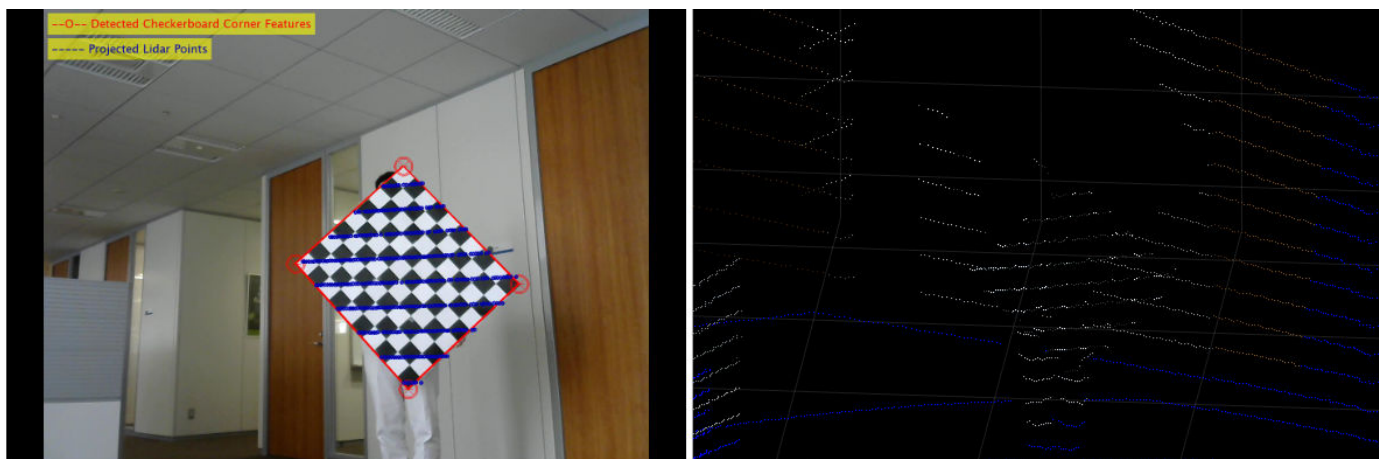 --O-- Detected Checkerboard Corner Features
----- Projected Lidar Points